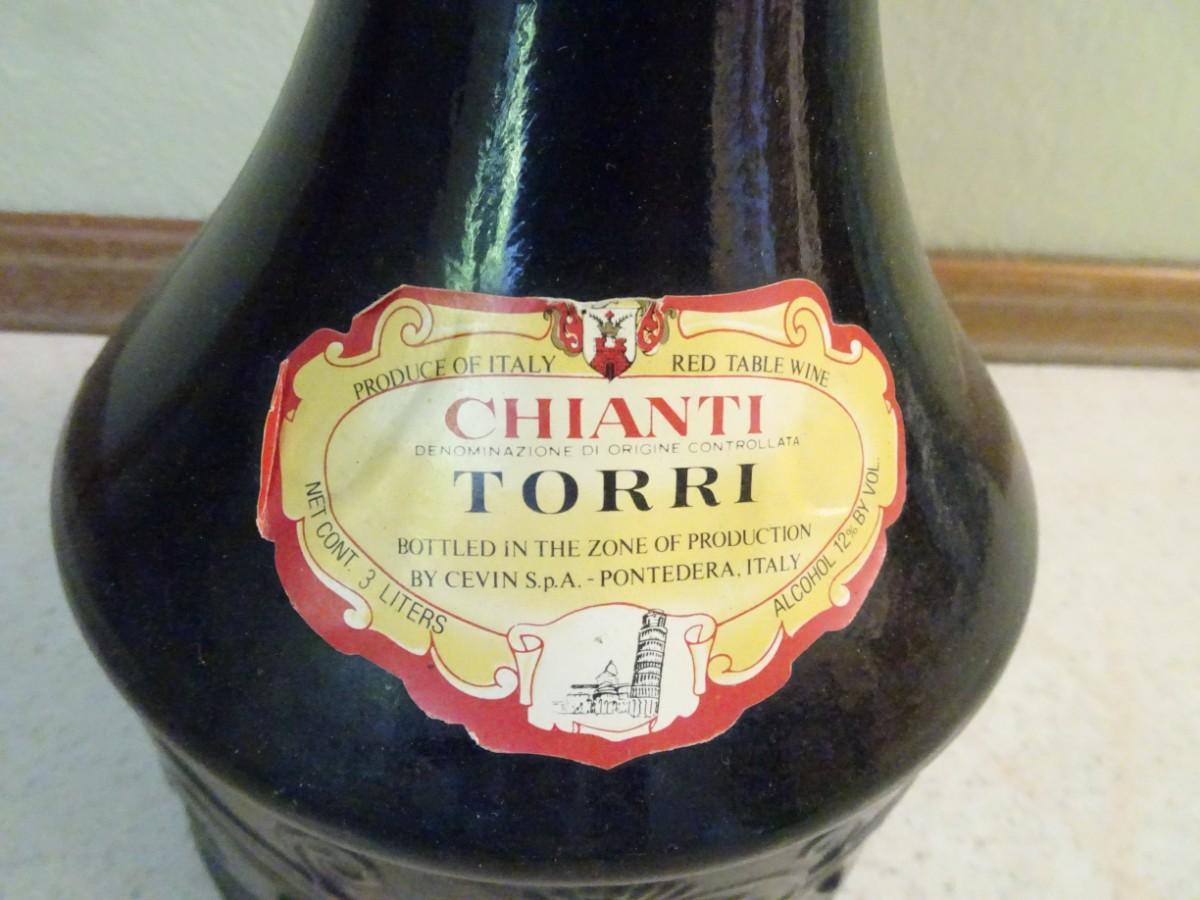 PRODUCE OF ITALY
RED TABLE WINE
CHIANTI
DENOMINAZIONE DI ORIGINE CONTROLLATA
TORRI
BOTTLED IN THE ZONE OF PRODUCTION
BY CEVIN S.p.A. - PONTEDERA, ITALY
NET CONT. 3 LITERS
ALCOHOL 12% BY VOL.